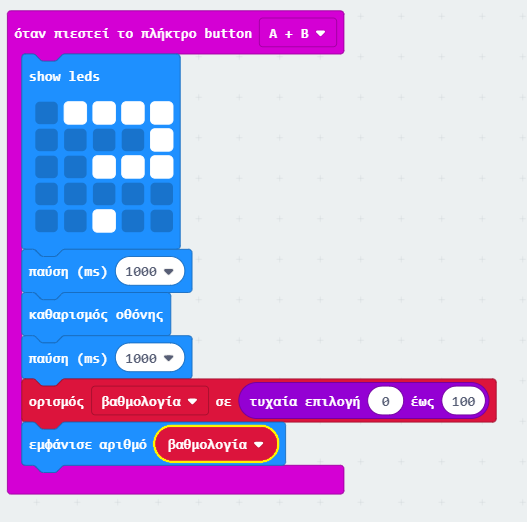 όταν πιεστεί το πλήκτρο button A + B
show leds
παύση (ms) 1000
καθαρισμός οθόνης
παύση (ms) 1000
ορισμός βαθμολογία σε τυχαία επιλογή 0 έως 100
εμφάνισε αριθμό βαθμολογία